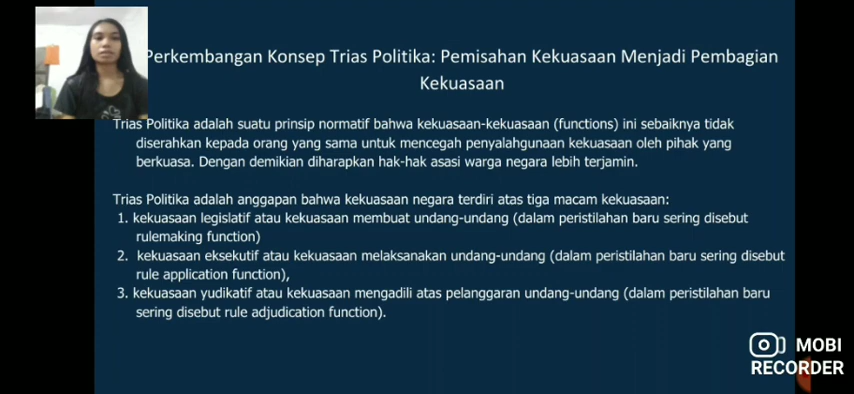 Perkembangan Konsep Trias Politika: Pemisahan Kekuasaan Menjadi Pembagian
Kekuasaan
Trias Politika adalah suatu prinsip normatif bahwa kekuasaan-kekuasaan (functions) ini sebaiknya tidak
diserahkan kepada orang yang sama untuk mencegah penyalahgunaan kekuasaan oleh pihak yang
berkuasa. Dengan demikian diharapkan hak-hak asasi warga negara lebih terjamin.
Trias Politika adalah anggapan bahwa kekuasaan negara terdiri atas tiga macam kekuasaan:
1. kekuasaan legislatif atau kekuasaan membuat undang-undang (dalam peristilahan baru sering disebut
rulemaking function)
2. kekuasaan eksekutif atau kekuasaan melaksanakan undang-undang (dalam peristilahan baru sering disebut
rule application function),
3. kekuasaan yudikatif atau kekuasaan mengadili atas pelanggaran undang-undang (dalam peristilahan baru
sering disebut rule adjudication function).
MOBI
RECORDER